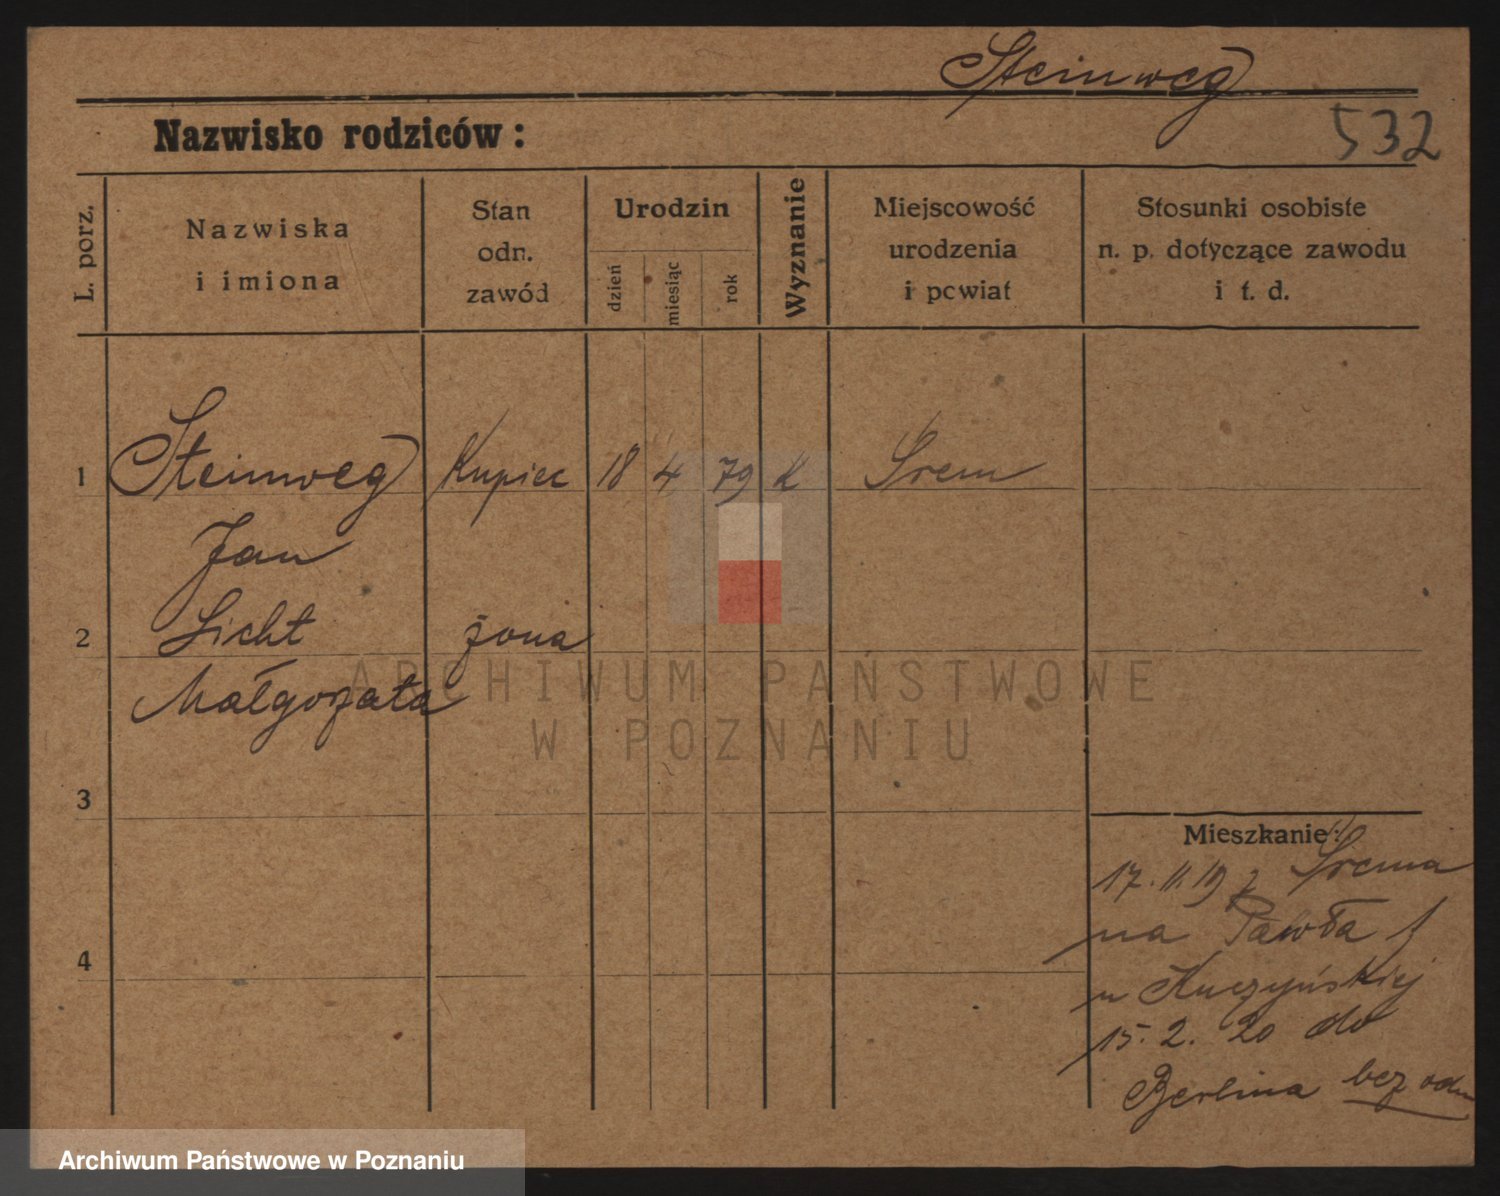 Steinweg
Nazwisko rodziców:
532
L. porz.
Nazwiska
i imiona
Stan
odn.
zawód
Urodzin
dzień
miesiąc
rok
Wyznanie
Miejscowość
urodzenia
i powiat
Stosunki osobiste
n. p. dotyczące zawodu
i t. d.
1 Steinweg Kupiec 18 4 79 K Srem
Jan
2 Licht żona
Małgorzata
ARCHIWUM PAŃSTWOWE
W POZNANIU
3
Mieszkanie:
17. 11. 19 z Srema
na Pawła
4
u Kuczyńskiej
15. 2. 20 do
Berlina bez odm
Archiwum Państwowe w Poznaniu